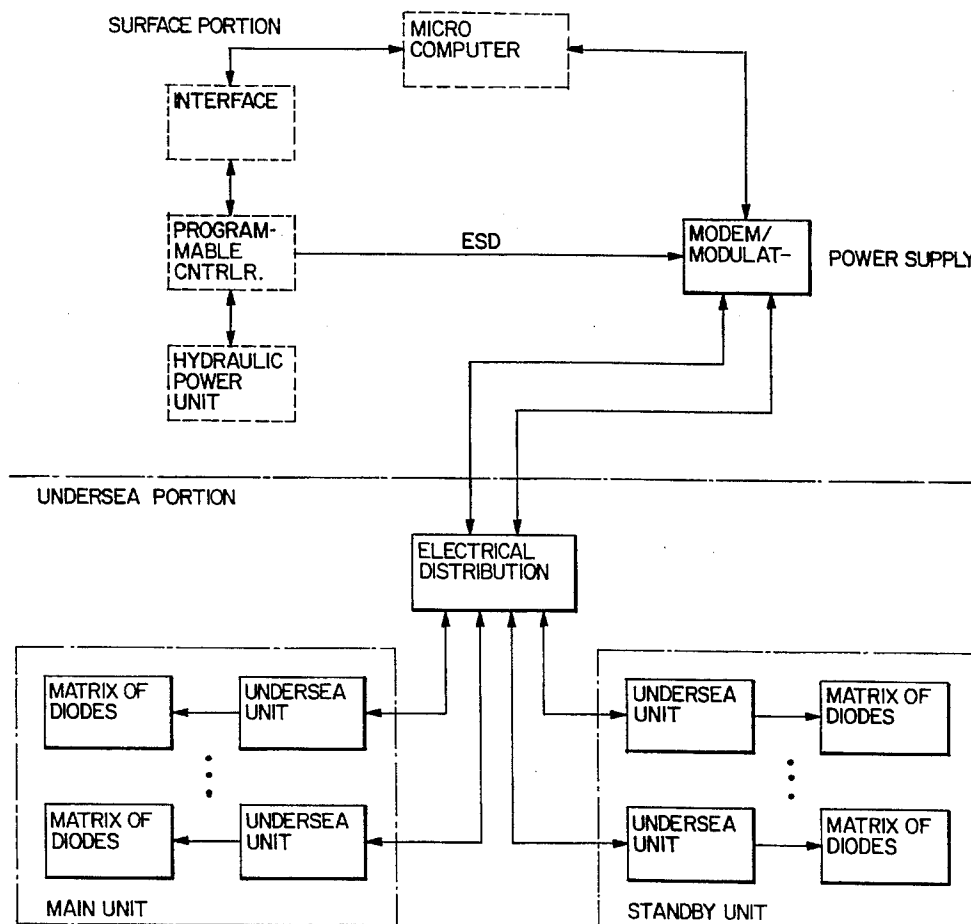 SURFACE PORTION
MICRO
COMPUTER
INTERFACE
PROGRAM-
MABLE
CNTRLR.
ESD
MODEM/
MODULAT-
POWER SUPPLY
HYDRAULIC
POWER
UNIT
UNDERSEA PORTION
ELECTRICAL
DISTRIBUTION
MATRIX OF
DIODES
UNDERSEA
UNIT
UNDERSEA
UNIT
MATRIX OF
DIODES
MATRIX OF
DIODES
UNDERSEA
UNIT
UNDERSEA
UNIT
MATRIX OF
DIODES
MAIN UNIT
STANDBY UNIT